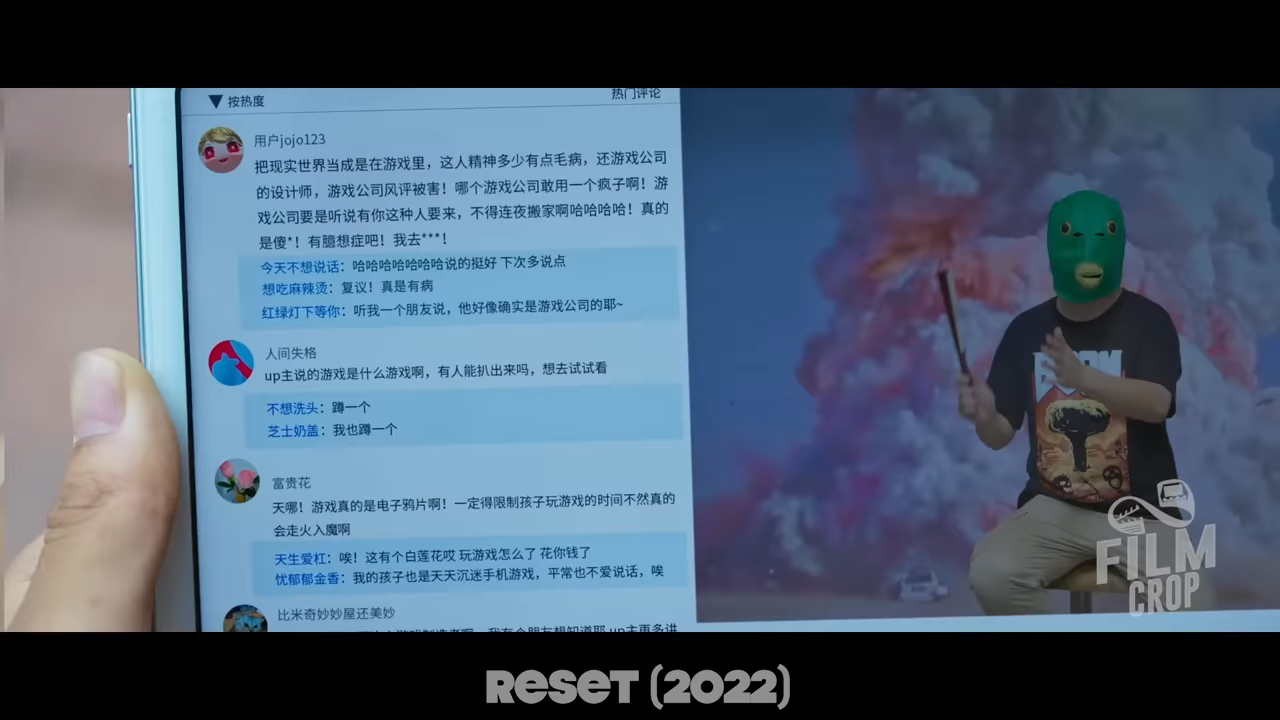 按热度
热门评论
用户jojo123
把现实世界当成是在游戏里，这人精神多少有点毛病，还游戏公司
的设计师，游戏公司风评被害！哪个游戏公司敢用一个疯子啊！游
戏公司要是听说有你这种人要来，不得连夜搬家啊哈哈哈哈！真的
是傻*！有臆想症吧！我去***！
今天不想说话：哈哈哈哈哈哈哈说的挺好 下次多说点
想吃麻辣烫：复议！真是有病
红绿灯下等你：听我一个朋友说，他好像确实是游戏公司的耶~
人间失格
up主说的游戏是什么游戏啊，有人能扒出来吗，想去试试看
不想洗头：蹲一个
芝士奶盖：我也蹲一个
富贵花
天哪！游戏真的是电子鸦片啊！一定得限制孩子玩游戏的时间不然真的
会走火入魔啊
天生爱杠：唉！这有个白莲花哎 玩游戏怎么了 花你钱了
忧郁郁金香：我的孩子也是天天沉迷手机游戏，平常也不爱说话，唉
比米奇妙妙屋还美妙
FILM
CROP
RESET (2022)